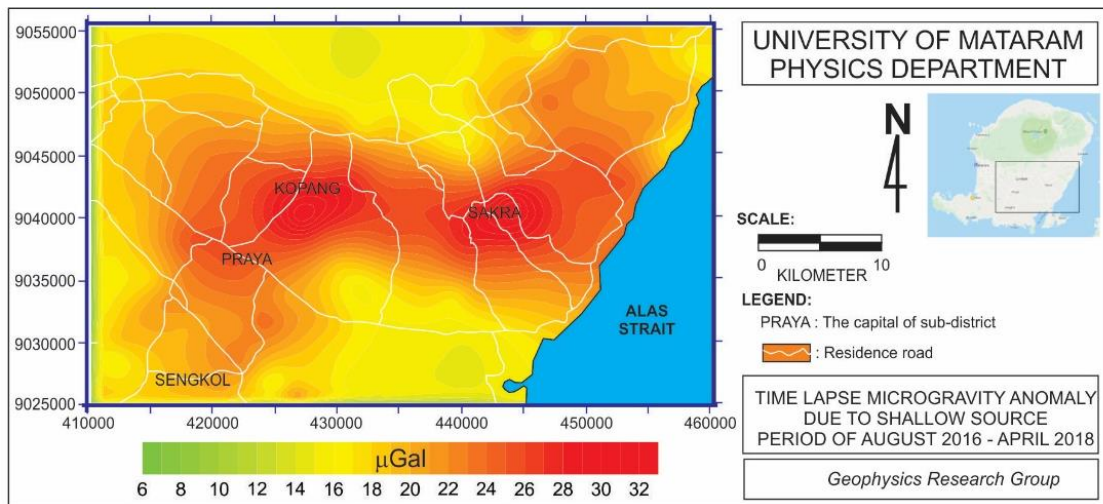 9055000
9050000
9045000
9040000
9035000
9030000
9025000
410000 420000 430000 440000 450000 460000
KOPANG
SAKRA
PRAYA
SENGKOL
ALAS
STRAIT
μGal
6 8 10 12 14 16 18 20 22 24 26 28 30 32
UNIVERSITY OF MATARAM
PHYSICS DEPARTMENT
N
SCALE:
0 10
KILOMETER
LEGEND:
PRAYA : The capital of sub-district
: Residence road
TIME LAPSE MICROGRAVITY ANOMALY
DUE TO SHALLOW SOURCE
PERIOD OF AUGUST 2016 - APRIL 2018
Geophysics Research Group